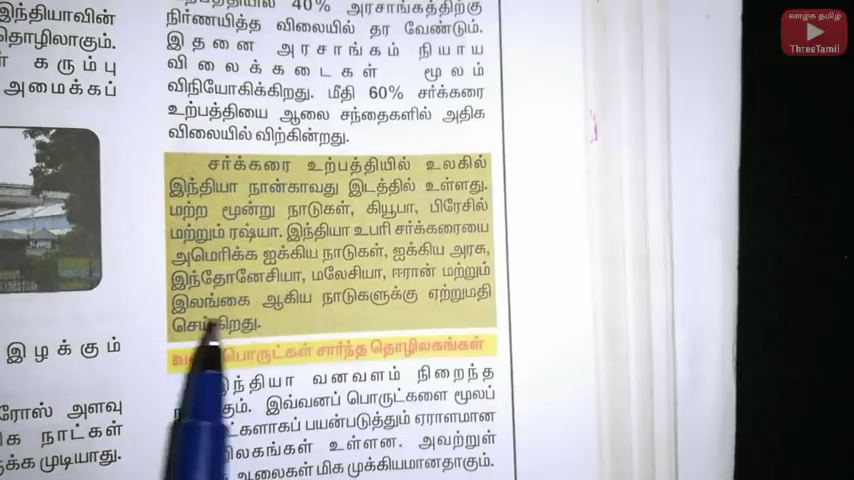 இந்தியாவின்
தொழிலாகும்.
கரும்பு
அமைக்கப்
இழக்கும்
ரோஸ் அளவு
நாட்கள்
முடியாது.
40% அரசாங்கத்திற்கு
நிர்ணயித்த விலையில் தர வேண்டும்.
இதனை அரசாங்கம் நியாய
விலைக்கடைகள் மூலம்
வினியோகிக்கிறது. மீதி 60% சர்க்கரை
உற்பத்தியை ஆலை சந்தைகளில் அதிக
விலையில் விற்கின்றது.
சர்க்கரை உற்பத்தியில் உலகில்
இந்தியா நான்காவது இடத்தில் உள்ளது.
மற்ற மூன்று நாடுகள், கியூபா, பிரேசில்
மற்றும் ரஷ்யா. இந்தியா உபரி சர்க்கரையை
அமெரிக்க ஐக்கிய நாடுகள், ஐக்கிய அரசு,
இந்தோனேசியா, மலேசியா, ஈரான் மற்றும்
இலங்கை ஆகிய நாடுகளுக்கு ஏற்றுமதி
செய்கிறது.
பொருட்கள் சார்ந்த தொழிலகங்கள்
இந்தியா வனவளம் நிறைந்த
இவ்வனப் பொருட்களை மூலப்
பயன்படுத்தும் ஏராளமான
உள்ளன. அவற்றுள்
ஆலைகள் மிக முக்கியமானதாகும்.
வாழ்க தமிழ்
ThreeTamil